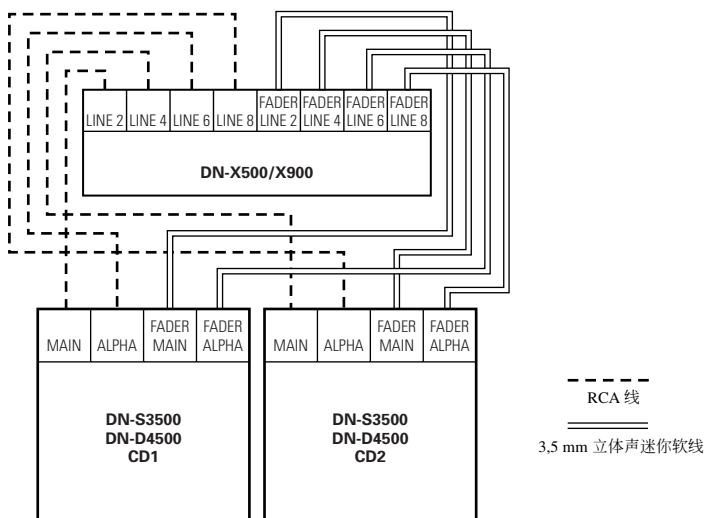 LINE 2 LINE 4 LINE 6 LINE 8 FADER LINE 2 FADER LINE 4 FADER LINE 6 FADER LINE 8
DN-X500/X900
MAIN ALPHA FADER MAIN FADER ALPHA
DN-S3500
DN-D4500
CD1
MAIN ALPHA FADER MAIN FADER ALPHA
DN-S3500
DN-D4500
CD2
RCA 线
3,5 mm 立体声迷你软线